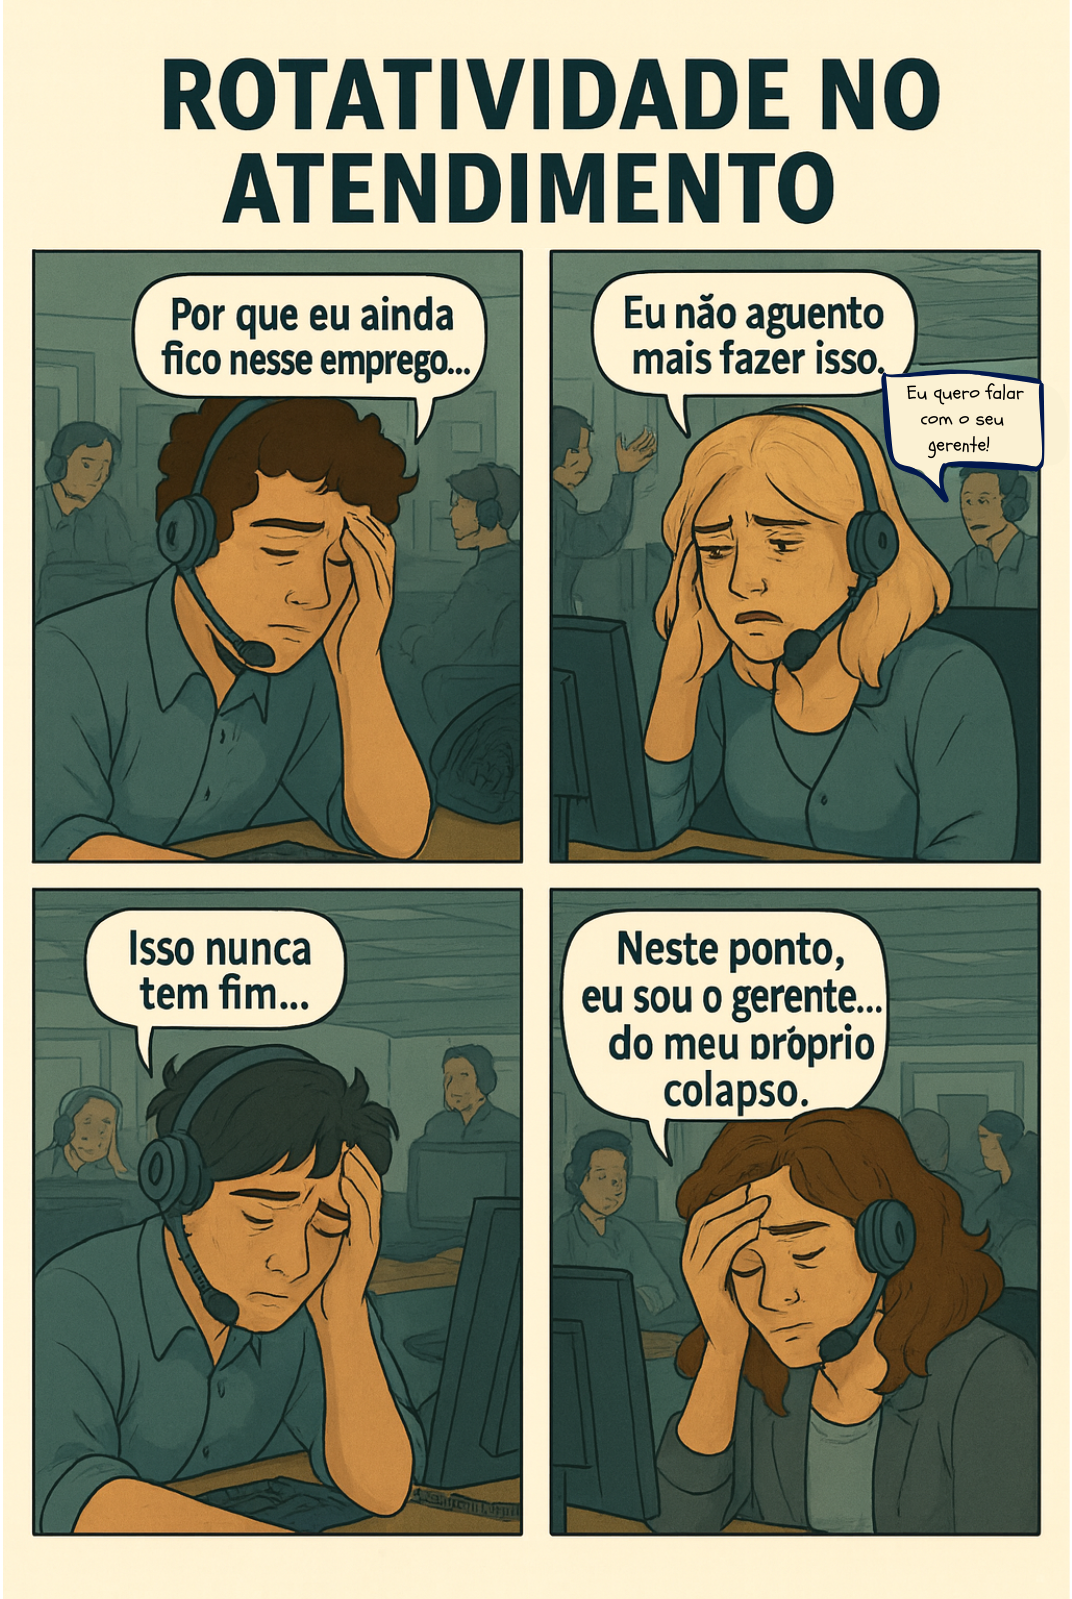 ROTATIVIDADE NO
ATENDIMENTO
Por que eu ainda
fico nesse emprego...
Eu não aguento
mais fazer isso.
Eu quero falar
com o seu
gerente!
Isso nunca
tem fim...
Neste ponto,
eu sou o gerente...
do meu próprio
colapso.